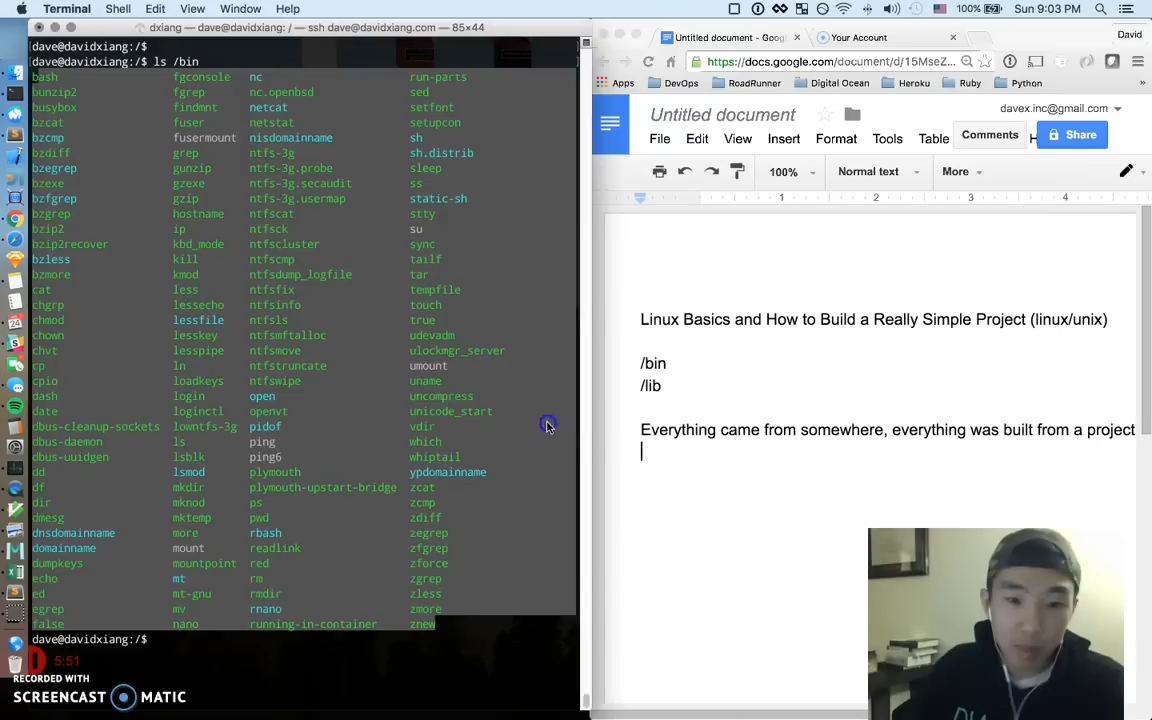 Terminal Shell Edit View Window Help 100% Sun 9:03 PM
dxiang — dave@davidxiang: / — ssh dave@davidxiang.com — 85×44
dave@davidxiang:/$
dave@davidxiang:/$ ls /bin
bash fgconsole nc run-parts
bunzip2 fgrep nc.openbsd sed
busybox findmnt netcat setfont
bzcat fuser netstat setupcon
bzcmp fusermount nisdomainname sh
bzdiff grep ntfs-3g sh.distrib
bzegrep gunzip ntfs-3g.probe sleep
bzexe gzexe ntfs-3g.secaudit ss
bzfgrep gzip ntfs-3g.usermap static-sh
bzgrep hostname ntfscat stty
bzip2 ip ntfsck su
bzip2recover kbd_mode ntfscluster sync
bzless kill ntfscmp tailf
bzmore kmod ntfsdump_logfile tar
cat less ntfsfix tempfile
chgrp lessecho ntfsinfo touch
chmod lessfile ntfsls true
chown lesskey ntfsmftalloc udevadm
chvt lesspipe ntfsmove ulockmgr_server
cp ln ntfstruncate umount
cpio loadkeys ntfswipe uname
dash login open uncompress
date loginctl openvt unicode_start
dbus-cleanup-sockets lowntfs-3g pidof vdir
dbus-daemon ls ping which
dbus-uuidgen lsblk ping6 whiptail
dd lsmod plymouth ypdomainname
df mkdir plymouth-upstart-bridge zcat
dir mknod ps zcmp
dmesg mktemp pwd zdiff
dnsdomainname more rbash zegrep
domainname mount readlink zfgrep
dumpkeys mountpoint red zforce
echo mt rm zgrep
ed mt-gnu rmdir zless
egrep mv rnano zmore
false nano running-in-container znew
dave@davidxiang:/$
5:51
RECORDED WITH
SCREENCAST MATIC
Untitled document - Goog Your Account David
https://docs.google.com/document/d/15MseZ...
Apps DevOps RoadRunner Digital Ocean Heroku Ruby Python »
Untitled document davex.inc@gmail.com
File Edit View Insert Format Tools Table H Comments Share
100% Normal text More
1 2 3 4
Linux Basics and How to Build a Really Simple Project (linux/unix)
/bin
/lib
Everything came from somewhere, everything was built from a project